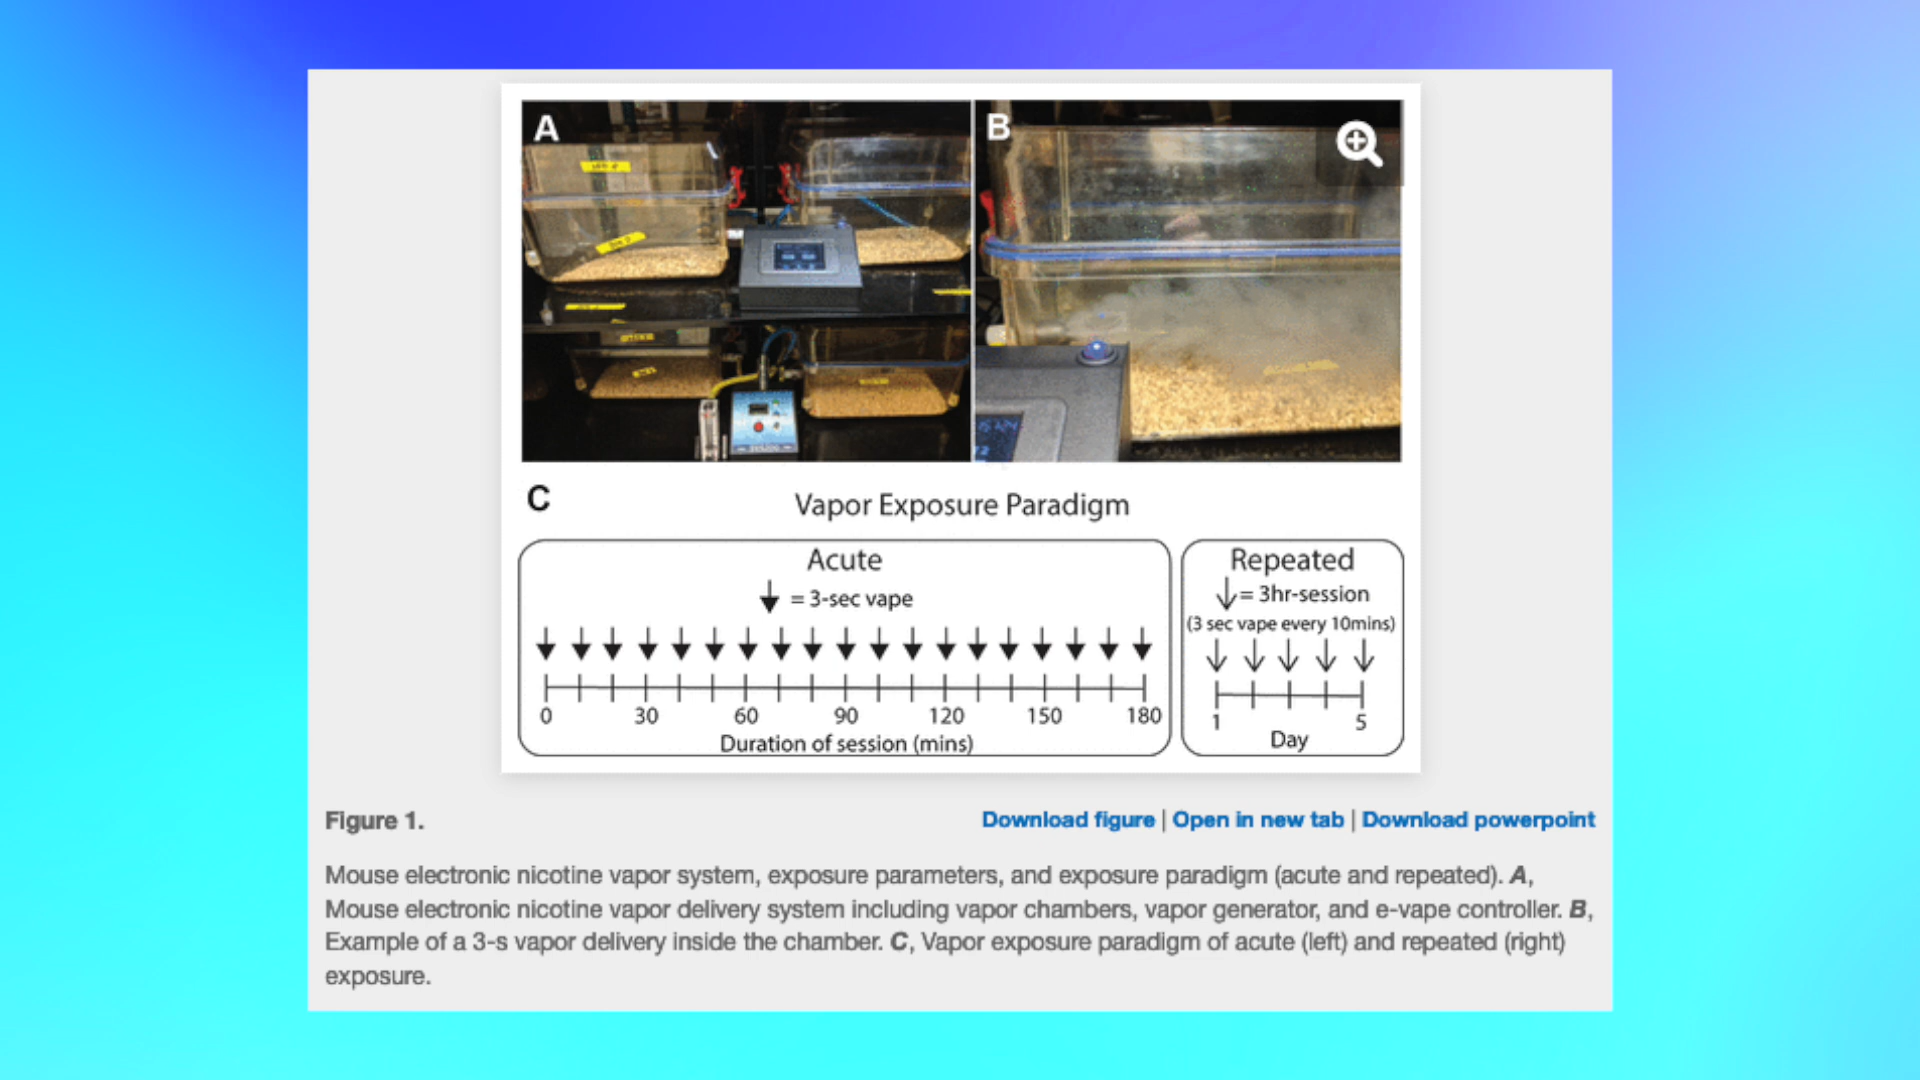 A
B
C
Vapor Exposure Paradigm
Acute
= 3-sec vape
0 30 60 90 120 150 180
Duration of session (mins)
Repeated
= 3hr-session
(3 sec vape every 10mins)
1 5
Day
Figure 1.
Download figure | Open in new tab | Download powerpoint
Mouse electronic nicotine vapor system, exposure parameters, and exposure paradigm (acute and repeated). A,
Mouse electronic nicotine vapor delivery system including vapor chambers, vapor generator, and e-vape controller. B,
Example of a 3-s vapor delivery inside the chamber. C, Vapor exposure paradigm of acute (left) and repeated (right)
exposure.